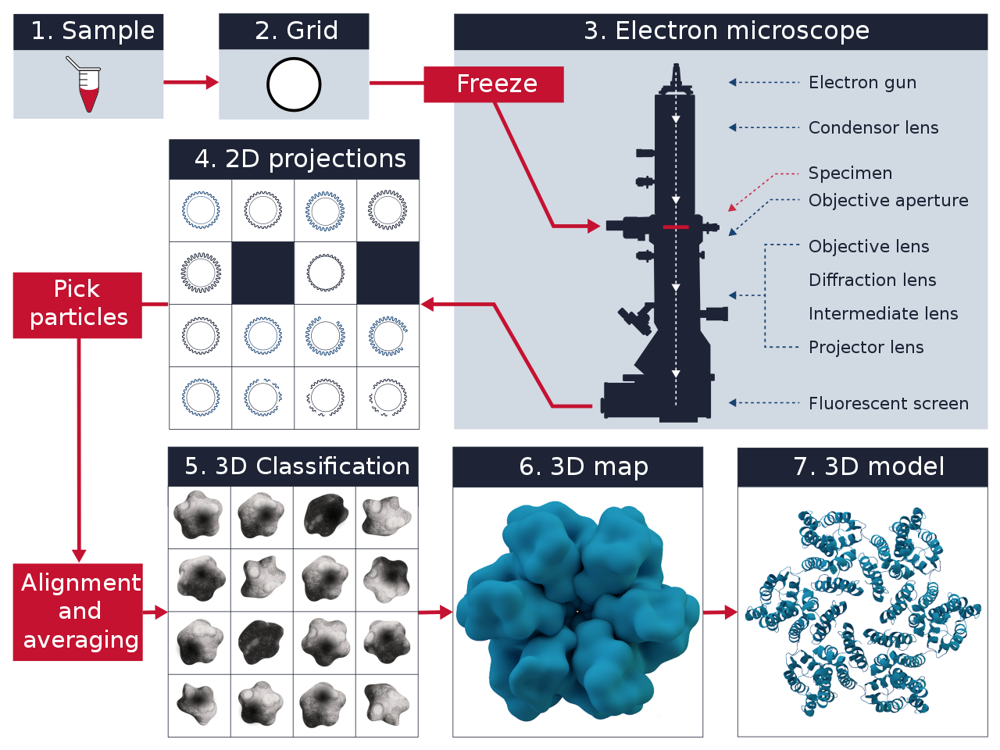 1. Sample
2. Grid
3. Electron microscope
Freeze
Electron gun
Condensor lens
Specimen
Objective aperture
Objective lens
Diffraction lens
Intermediate lens
Projector lens
Fluorescent screen
4. 2D projections
Pick
particles
Alignment
and
averaging
5. 3D Classification
6. 3D map
7. 3D model